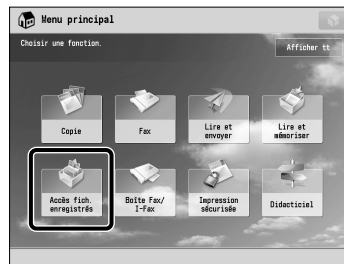 Menu principal
Choisir une fonction.
Afficher tt
Copie
Fax
Lire et
envoyer
Lire et
mémoriser
Accès fich.
enregistrés
Boîte Fax/
I-Fax
Impression
sécurisée
Didacticiel